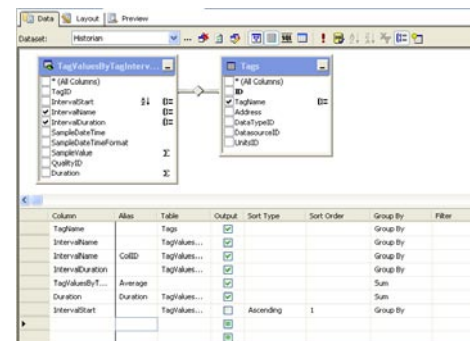 Data Layout Preview
Dataset: Historian
TagValuesByTagInterv...
* (All Columns)
TagID
IntervalStart
IntervalName
IntervalDuration
SampleDateTime
SampleDateTimeFormat
SampleValue Σ
QualityID
Duration Σ
Tags
* (All Columns)
ID
TagName
Address
DataTypeID
DatasourceID
UnitsID
Column Alias Table Output Sort Type Sort Order Group By Filter
TagName Tags Group By
IntervalName TagValues... Group By
IntervalName ColID TagValues... Group By
IntervalDuration TagValues... Group By
TagValuesByT... Average Sum
Duration Duration TagValues... Sum
IntervalStart TagValues... Ascending 1 Group By